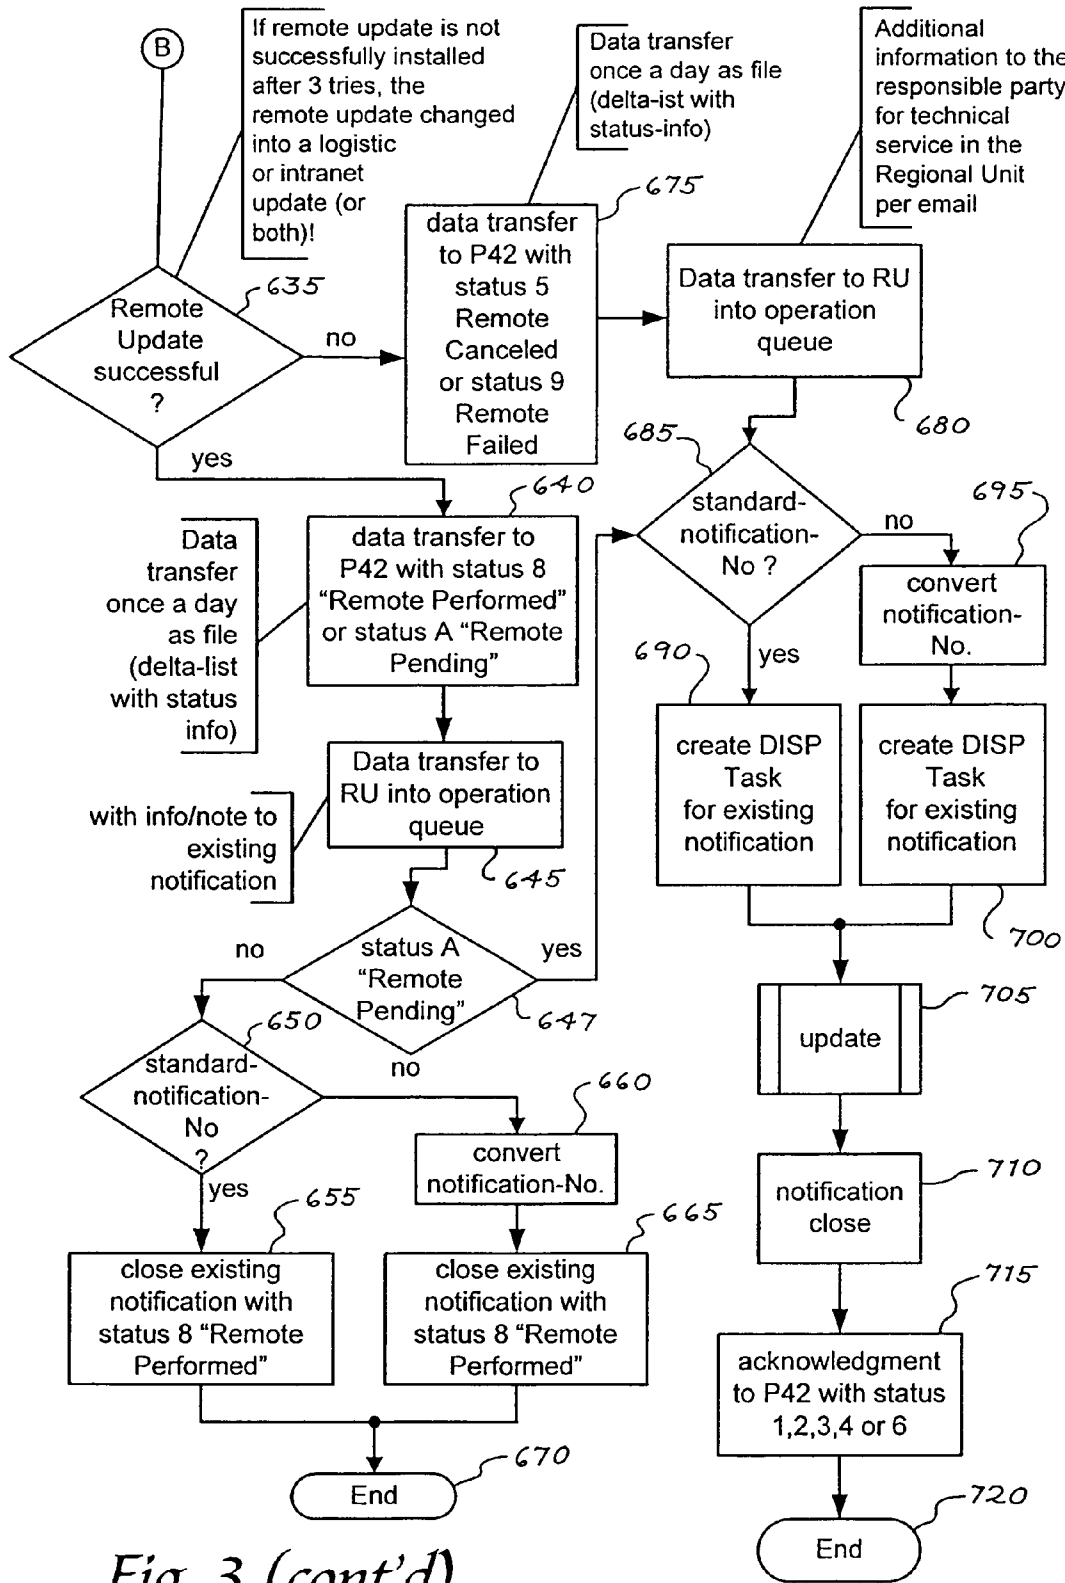 B
If remote update is not
successfully installed
after 3 tries, the
remote update changed
into a logistic
or intranet
update (or
both)!
Data transfer
once a day as file
(delta-ist with
status-info)
Additional
information to the
responsible party
for technical
service in the
Regional Unit
per email
635
Remote
Update
successful
?
no
yes
675
data transfer
to P42 with
status 5
Remote
Canceled
or status 9
Remote
Failed
Data transfer to RU
into operation
queue
680
640
data transfer to
P42 with status 8
“Remote Performed”
or status A “Remote
Pending”
Data
transfer
once a day
as file
(delta-list
with status
info)
Data transfer to
RU into operation
queue
645
with info/note to
existing
notification
status A
“Remote
Pending”
647
no
yes
650
standard-
notification-
No
?
no
yes
660
convert
notification-No.
655
close existing
notification with
status 8 “Remote
Performed”
665
close existing
notification with
status 8 “Remote
Performed”
670
End
685
standard-
notification-
No ?
no
yes
695
convert
notification-
No.
690
create DISP
Task
for existing
notification
create DISP
Task
for existing
notification
700
705
update
710
notification
close
715
acknowledgment
to P42 with status
1,2,3,4 or 6
720
End
Fig. 3 (cont'd)